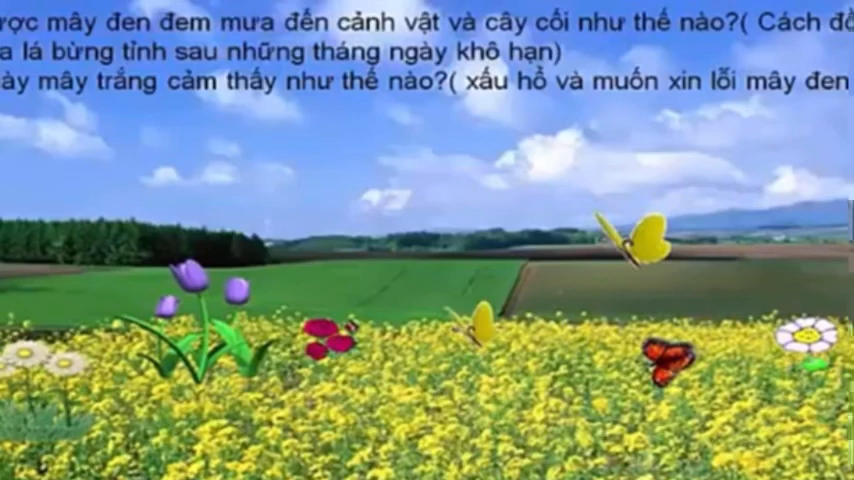 ược mây đen đem mưa đến cảnh vật và cây cối như thế nào?( Cách đồ
a lá bừng tỉnh sau những tháng ngày khô hạn)
ày mây trắng cảm thấy như thế nào?( xấu hổ và muốn xin lỗi mây đen